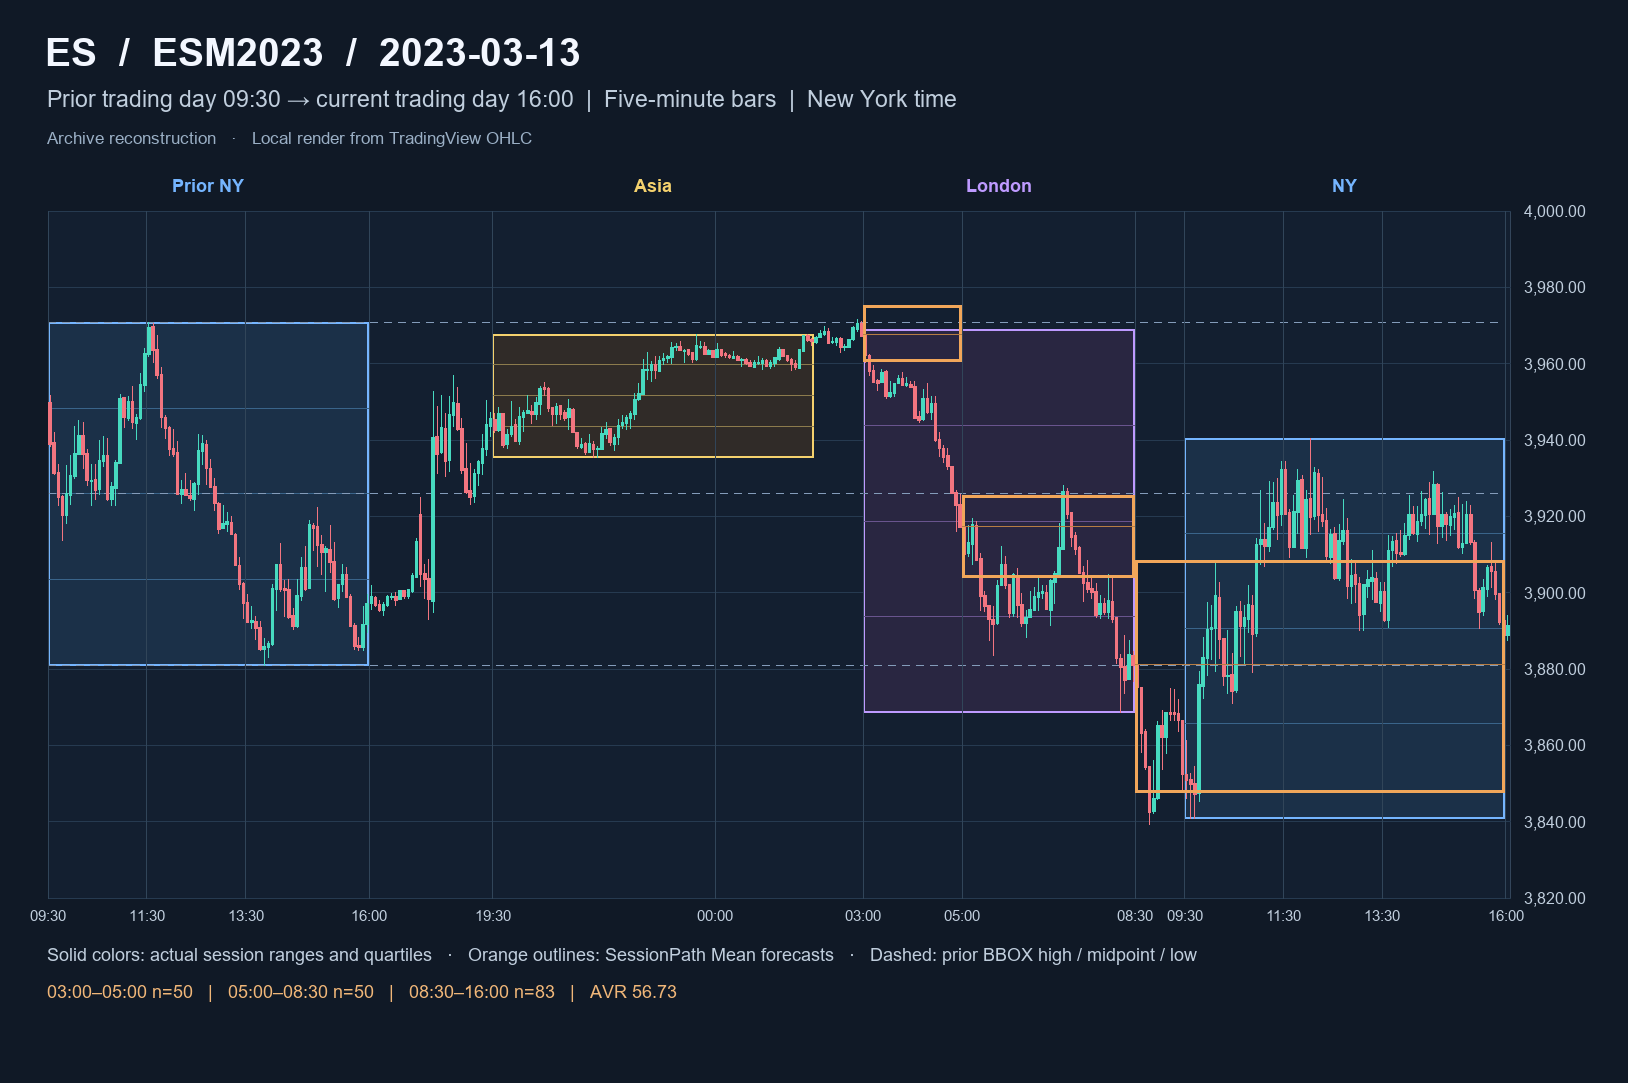 ES / ESM2023 / 2023-03-13
Prior trading day 09:30 → current trading day 16:00 | Five-minute bars | New York time
Archive reconstruction · Local render from TradingView OHLC
Prior NY Asia London NY
4,000.00
3,980.00
3,960.00
3,940.00
3,920.00
3,900.00
3,880.00
3,860.00
3,840.00
3,820.00
09:30 11:30 13:30 16:00 19:30 00:00 03:00 05:00 08:30 09:30 11:30 13:30 16:00
Solid colors: actual session ranges and quartiles · Orange outlines: SessionPath Mean forecasts · Dashed: prior BBOX high / midpoint / low
03:00–05:00 n=50 | 05:00–08:30 n=50 | 08:30–16:00 n=83 | AVR 56.73